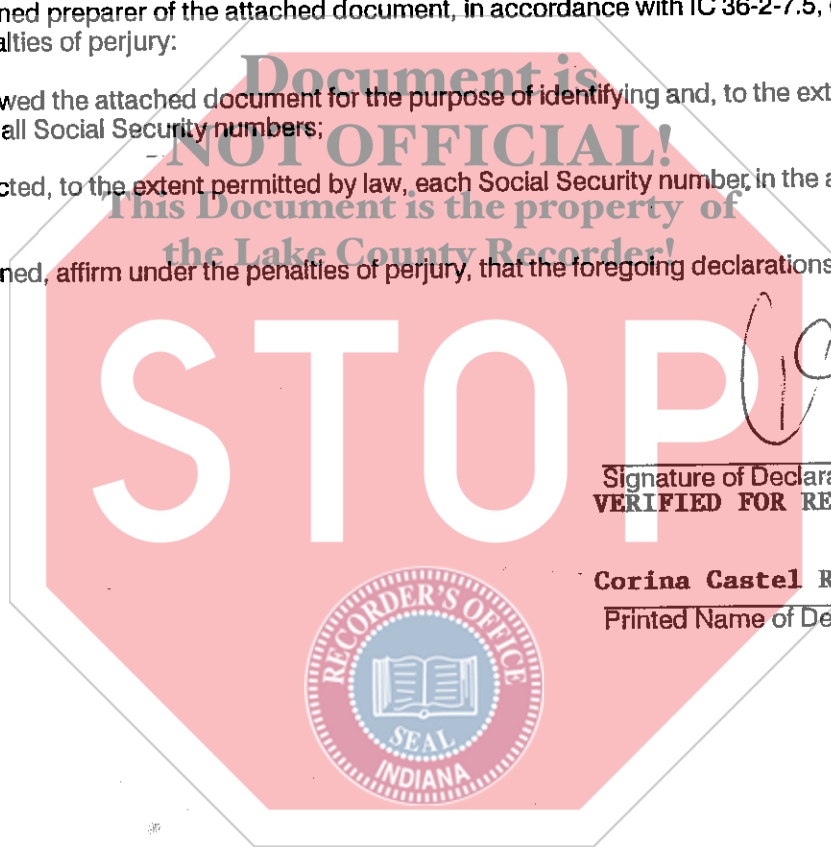 ned preparer of the attached document, in accordance with IC 36-2-7.5,
alties of perjury:
Document is
wed the attached document for the purpose of identifying and, to the ext
all Social Security numbers;
NOT OFFICIAL!
cted, to the extent permitted by law, each Social Security number in the a
This Document is the property of
the Lake County Recorder!
ned, affirm under the penalties of perjury, that the foregoing declarations
STOP
Signature of Declara
VERIFIED FOR RE
Corina Castel R
Printed Name of De
RECORDER'S OFFICE
SEAL
INDIANA